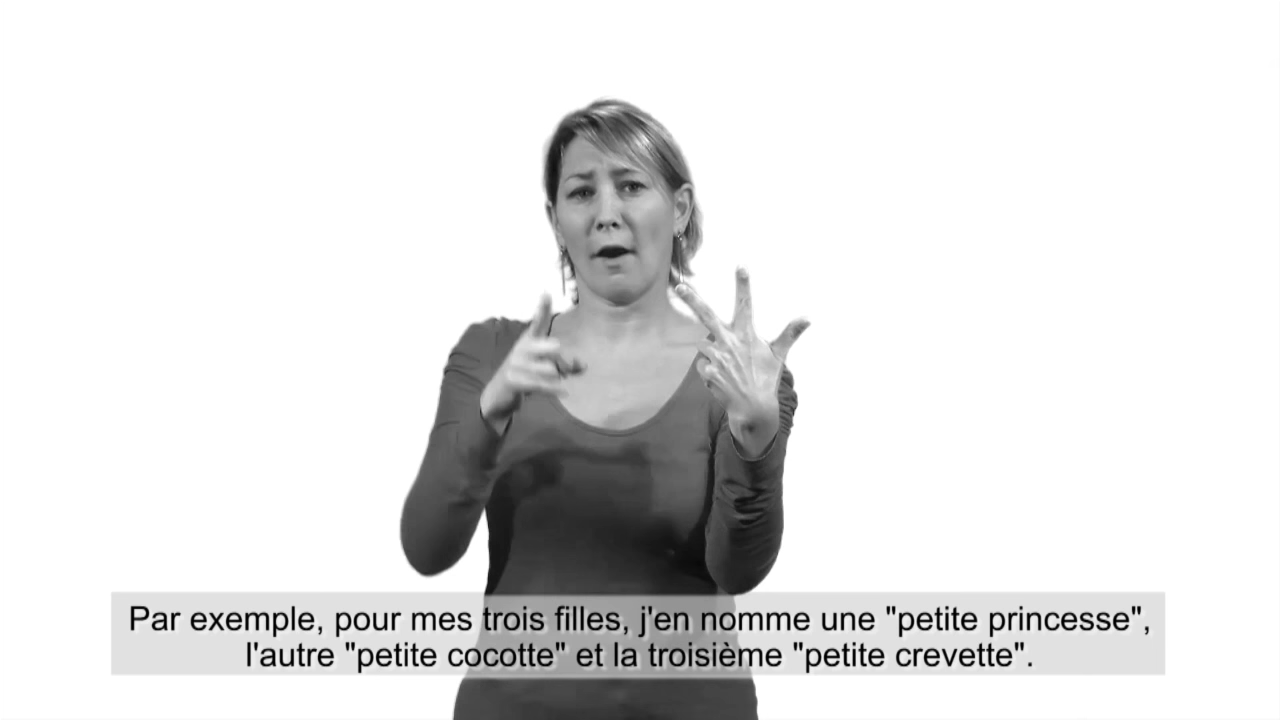 Par exemple, pour mes trois filles, j'en nomme une "petite princesse",
l'autre "petite cocotte" et la troisième "petite crevette".